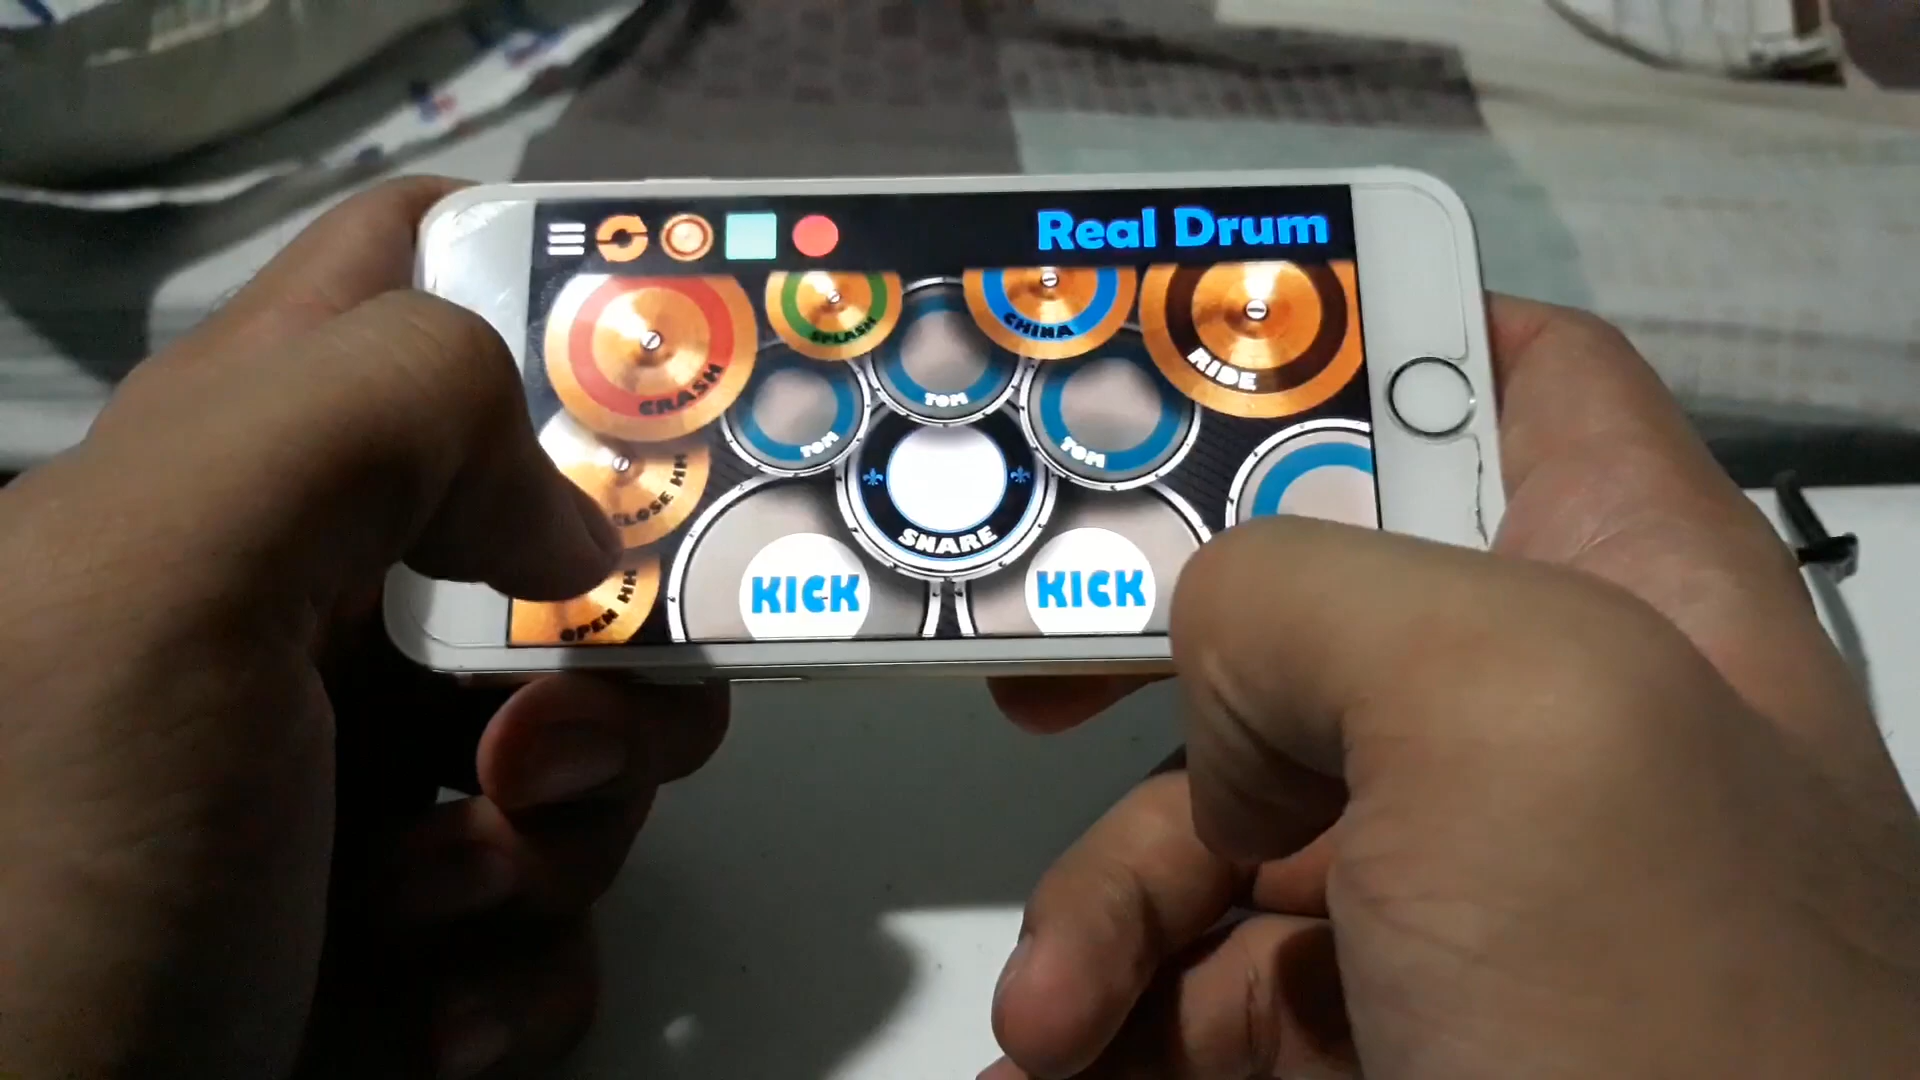 Real Drum
CRASH
SPLASH
CHINA
RIDE
TOM
TOM
TOM
CLOSE HH
SNARE
OPEN HH
KICK
KICK